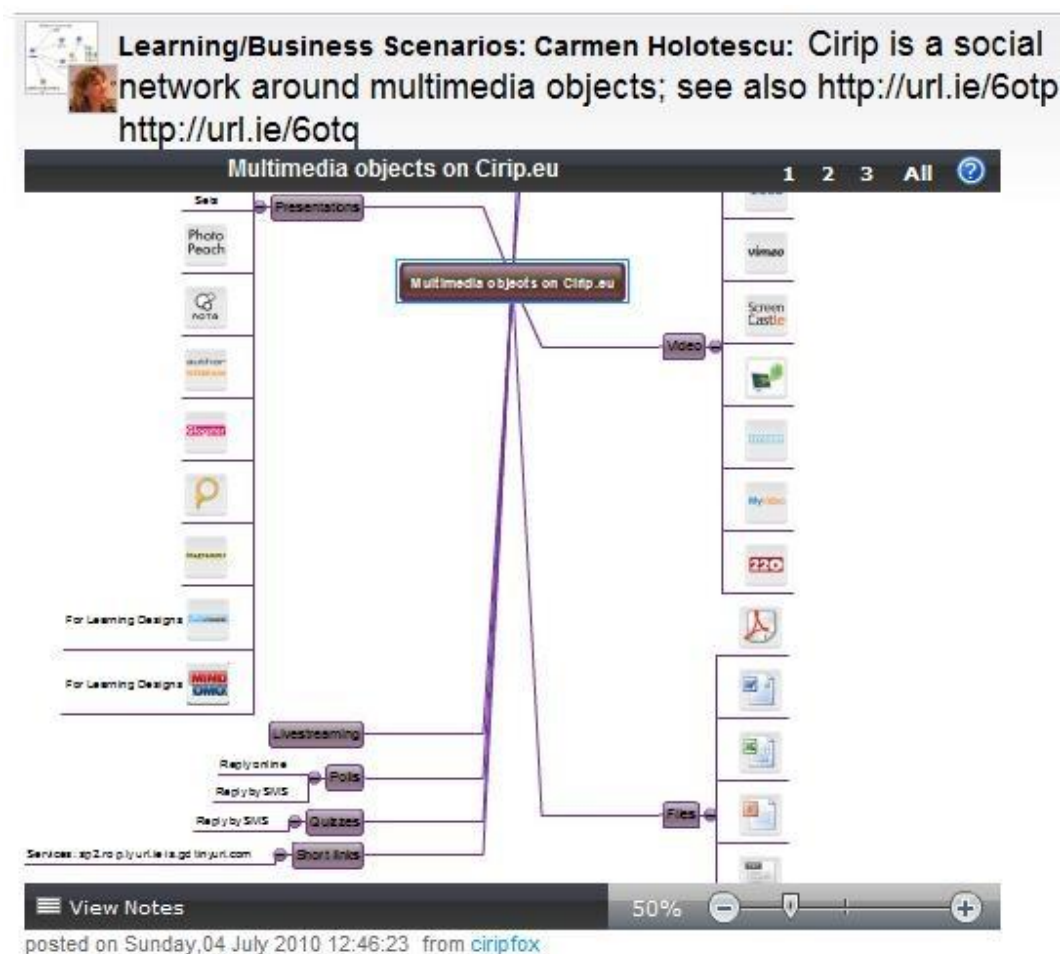 Learning/Business Scenarios: Carmen Holotescu: Cirip is a social
network around multimedia objects; see also http://url.ie/6otp
http://url.ie/6otq
Multimedia objects on Cirip.eu
1 2 3 All ?
Sets
Presentations
Photo
Peach
Multimedia objects on Cirip.eu
vimeo
Screen
Castle
Video
author
220
For Learning Designs
For Learning Designs
MIND
OMO
Livestreaming
Reply online
Polls
Reply by SMS
Reply by SMS
Quizzes
Files
Short links
View Notes
50%
posted on Sunday,04 July 2010 12:46:23 from ciripfox